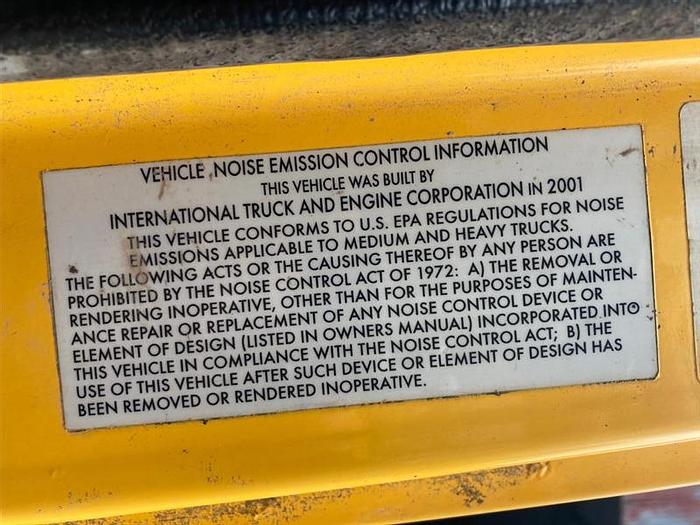 VEHICLE NOISE EMISSION CONTROL INFORMATION
THIS VEHICLE WAS BUILT BY
INTERNATIONAL TRUCK AND ENGINE CORPORATION IN 2001
THIS VEHICLE CONFORMS TO U.S. EPA REGULATIONS FOR NOISE
EMISSIONS APPLICABLE TO MEDIUM AND HEAVY TRUCKS.
THE FOLLOWING ACTS OR THE CAUSING THEREOF BY ANY PERSON ARE
PROHIBITED BY THE NOISE CONTROL ACT OF 1972: A) THE REMOVAL OR
RENDERING INOPERATIVE, OTHER THAN FOR THE PURPOSES OF MAINTEN-
ANCE REPAIR OR REPLACEMENT OF ANY NOISE CONTROL DEVICE OR
ELEMENT OF DESIGN (LISTED IN OWNERS MANUAL) INCORPORATED INTO
THIS VEHICLE IN COMPLIANCE WITH THE NOISE CONTROL ACT; B) THE
USE OF THIS VEHICLE AFTER SUCH DEVICE OR ELEMENT OF DESIGN HAS
BEEN REMOVED OR RENDERED INOPERATIVE.